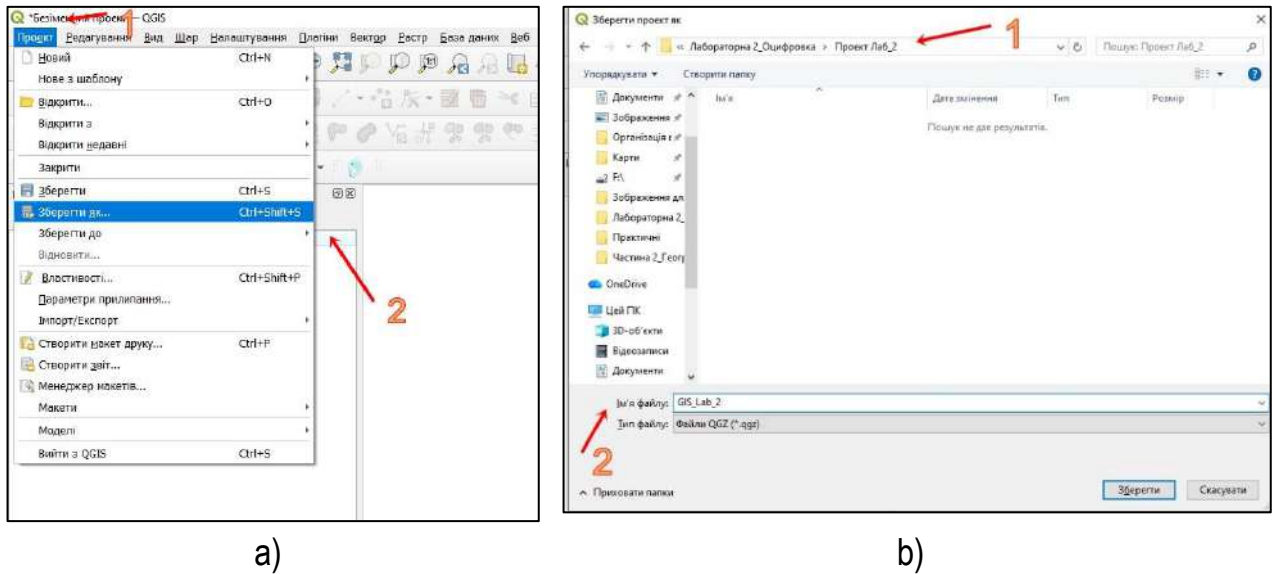 *Безіменний проєкт — QGIS
Проєкт Редагування Вид Шар Налаштування Плагіни Вектор Растр База даних Веб
Новий Ctrl+N
Нове з шаблону
Відкрити... Ctrl+O
Відкрити з
Відкрити недавні
Закрити
Зберегти Ctrl+S
Зберегти як... Ctrl+Shift+S
Зберегти до
Відновити...
Властивості... Ctrl+Shift+P
Параметри прилипання...
Імпорт/Експорт
Створити макет друку... Ctrl+P
Створити звіт...
Менеджер макетів...
Макети
Моделі
Вийти з QGIS Ctrl+S
1
2
a)
Зберегти проект як
« Лабораторна 2_Оцифровка › Проект Лаб_2
Пошук: Проект Лаб_2
Упорядкувати Створити папку
Ім'я Дата змінення Тип Розмір
Пошук не дав результатів.
Документи
Зображення
Організація
Карти
F:\
Зображення дл
Лабораторна 2_
Практичні
Частина 2_Геогр
OneDrive
Цей ПК
3D-об'єкти
Відеозаписи
Документи
Ім'я файлу: GIS_Lab_2
Тип файлу: Файли QGZ (*.qgz)
Приховати папки
Зберегти Скасувати
1
2
b)